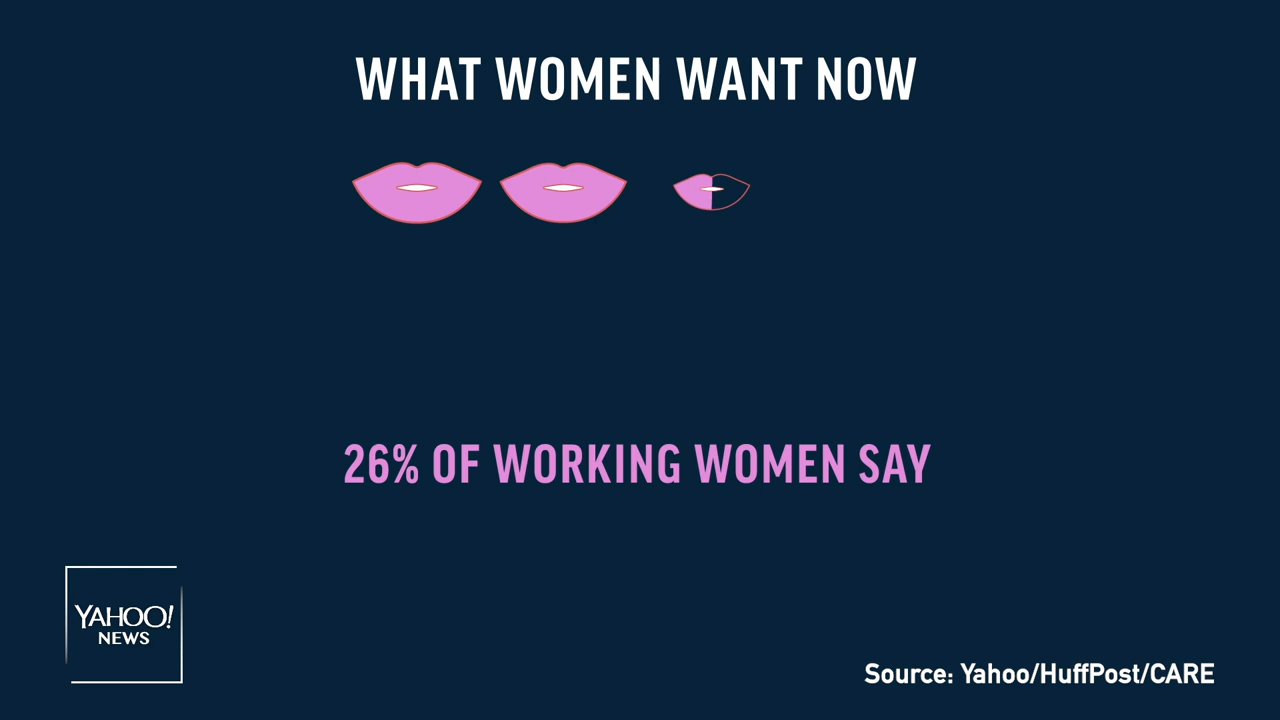 WHAT WOMEN WANT NOW
26% OF WORKING WOMEN SAY
YAHOO!
NEWS
Source: Yahoo/HuffPost/CARE